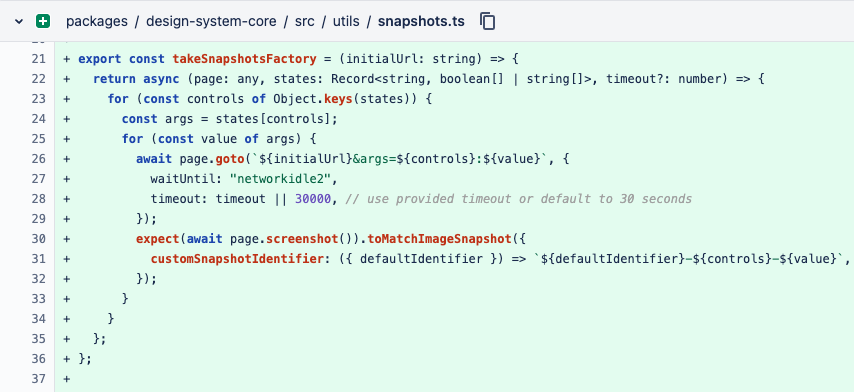 packages / design-system-core / src / utils / snapshots.ts
21 + export const takeSnapshotsFactory = (initialUrl: string) => {
22 +   return async (page: any, states: Record<string, boolean[] | string[]>, timeout?: number) => {
23 +     for (const controls of Object.keys(states)) {
24 +       const args = states[controls];
25 +       for (const value of args) {
26 +         await page.goto(`${initialUrl}&args=${controls}:${value}`, {
27 +           waitUntil: "networkidle2",
28 +           timeout: timeout || 30000, // use provided timeout or default to 30 seconds
29 +         });
30 +         expect(await page.screenshot()).toMatchImageSnapshot({
31 +           customSnapshotIdentifier: ({ defaultIdentifier }) => `${defaultIdentifier}-${controls}-${value}`,
32 +         });
33 +       }
34 +     }
35 +   };
36 + };
37 +